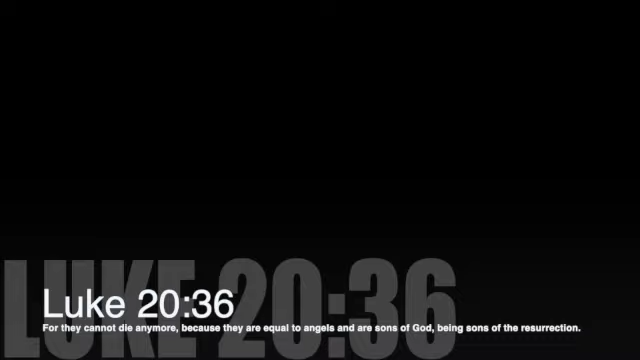 LUKE 20:36
Luke 20:36
For they cannot die anymore, because they are equal to angels and are sons of God, being sons of the resurrection.